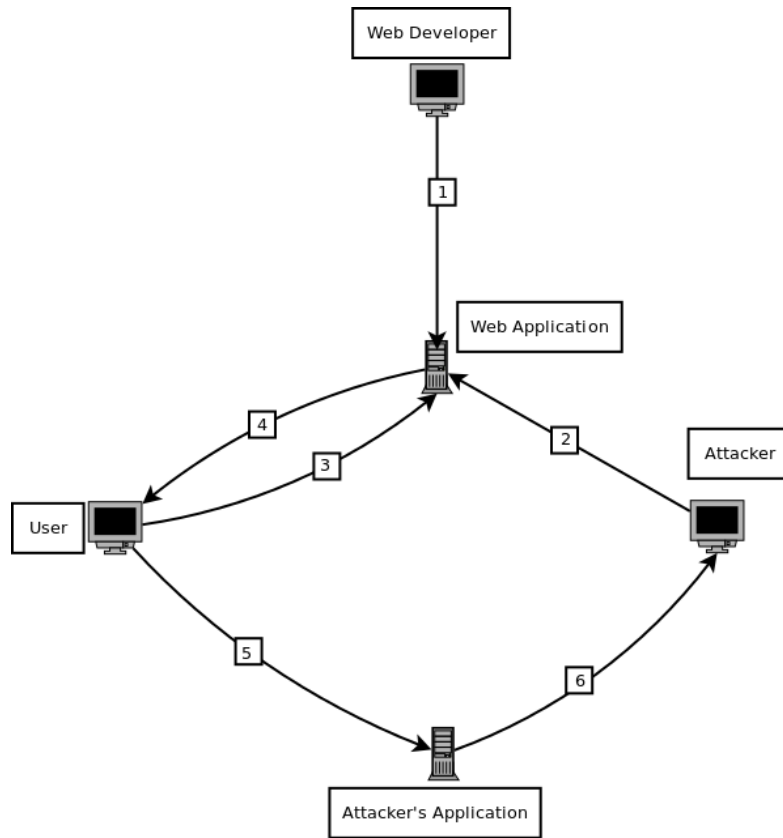 Web Developer
1
Web Application
4
3
2
Attacker
User
5
6
Attacker's Application